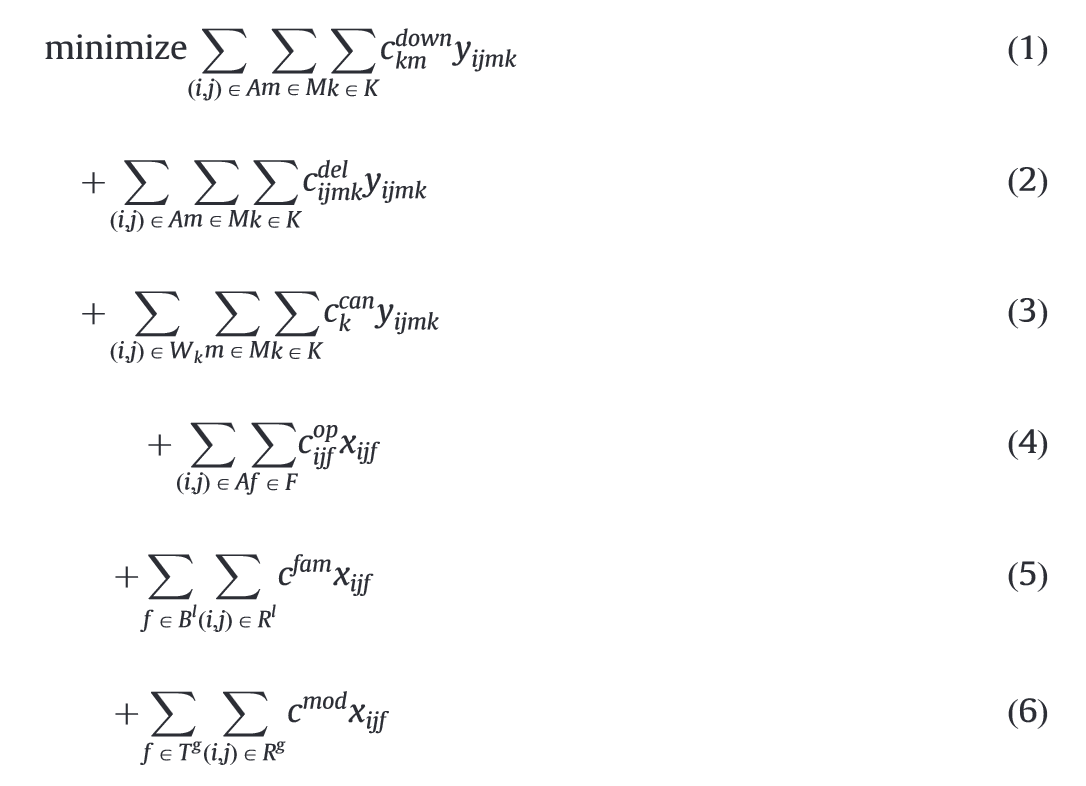 minimize ∑_{(i,j) ∈ A} ∑_{m ∈ M} ∑_{k ∈ K} c_{km}^{down} y_{ijmk} (1)
+ ∑_{(i,j) ∈ A} ∑_{m ∈ M} ∑_{k ∈ K} c_{ijmk}^{del} y_{ijmk} (2)
+ ∑_{(i,j) ∈ W_k} ∑_{m ∈ M} ∑_{k ∈ K} c_{k}^{can} y_{ijmk} (3)
+ ∑_{(i,j) ∈ A} ∑_{f ∈ F} c_{ijf}^{op} x_{ijf} (4)
+ ∑_{f ∈ B^l} ∑_{(i,j) ∈ R^l} c^{fam} x_{ijf} (5)
+ ∑_{f ∈ T^g} ∑_{(i,j) ∈ R^g} c^{mod} x_{ijf} (6)